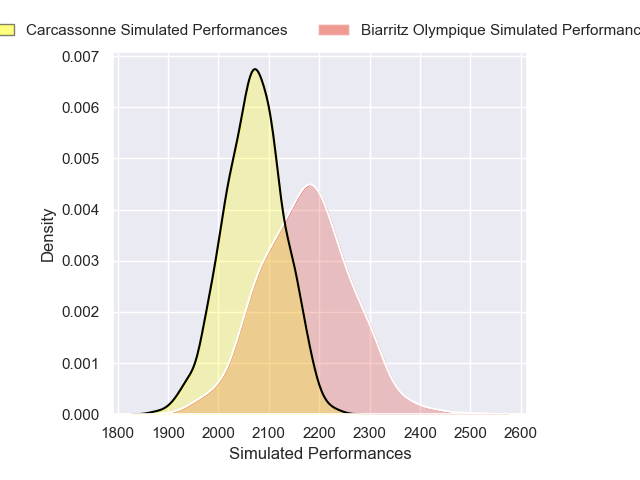 Carcassonne Simulated Performances
Biarritz Olympique Simulated
0.007
0.006
0.005
0.004
0.003
0.002
0.001
0.000
Density
1800 1900 2000 2100 2200 2300 2400 2500 2600
Simulated Performances